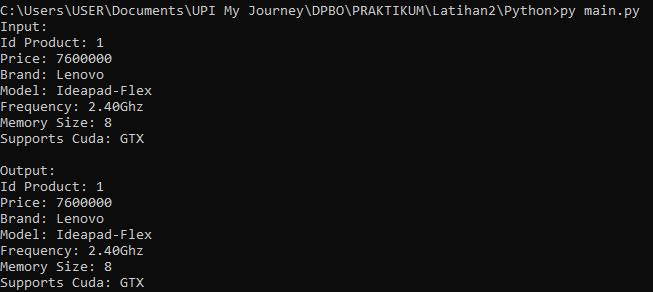 C:\Users\USER\Documents\UPI My Journey\DPBO\PRAKTIKUM\Latihan2\Python>py main.py
Input:
Id Product: 1
Price: 7600000
Brand: Lenovo
Model: Ideapad-Flex
Frequency: 2.40Ghz
Memory Size: 8
Supports Cuda: GTX

Output:
Id Product: 1
Price: 7600000
Brand: Lenovo
Model: Ideapad-Flex
Frequency: 2.40Ghz
Memory Size: 8
Supports Cuda: GTX